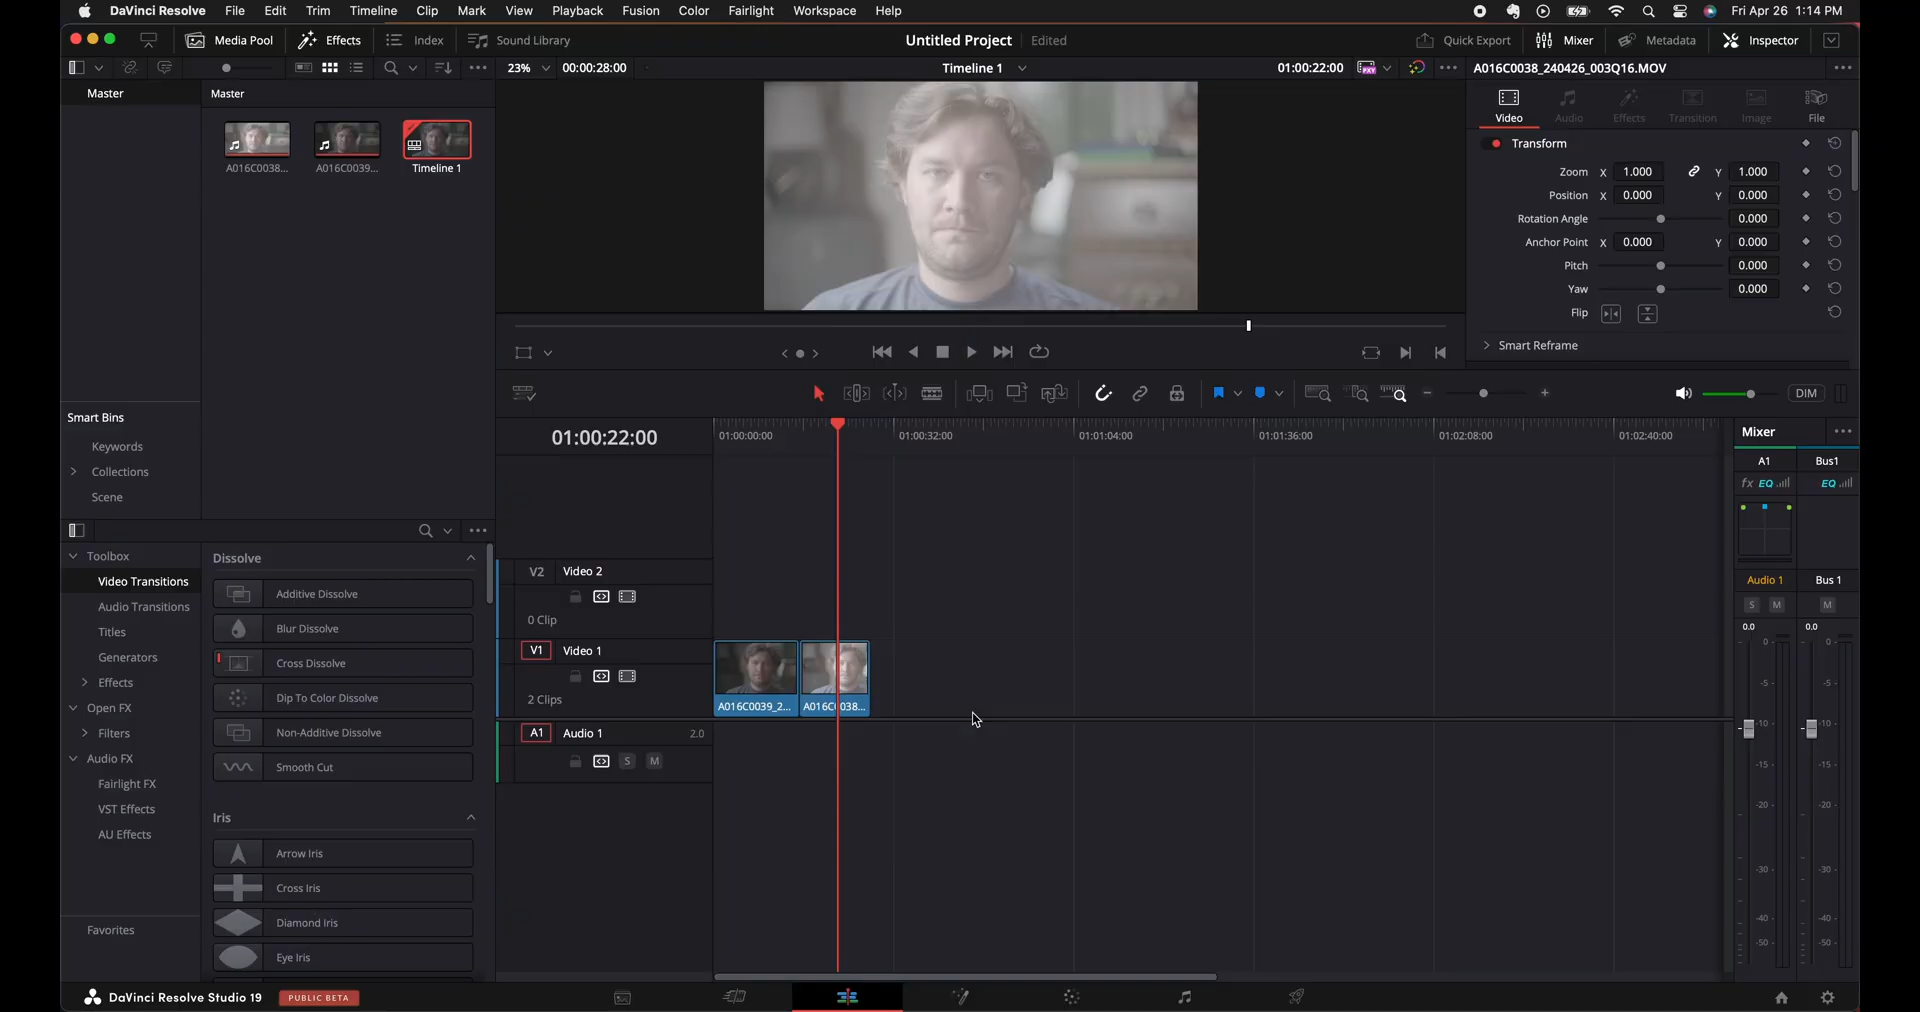 DaVinci Resolve File Edit Trim Timeline Clip Mark View Playback Fusion Color Fairlight Workspace Help Fri Apr 26 1:14 PM
Media Pool Effects Index Sound Library Untitled Project Edited Quick Export Mixer Metadata Inspector
23% 00:00:28:00 Timeline 1 01:00:22:00 A016C0038_240426_003Q16.MOV
Master
Master
A016C0038...
A016C0039...
Timeline 1
Smart Bins
Keywords
Collections
Scene
Video
Audio
Effects
Transition
Image
File
Transform
Zoom X 1.000 Y 1.000
Position X 0.000 Y 0.000
Rotation Angle 0.000
Anchor Point X 0.000 Y 0.000
Pitch 0.000
Yaw 0.000
Flip
Smart Reframe
DIM
Toolbox
Video Transitions
Audio Transitions
Titles
Generators
Effects
Open FX
Filters
Audio FX
Fairlight FX
VST Effects
AU Effects
Favorites
Dissolve
Additive Dissolve
Blur Dissolve
Cross Dissolve
Dip To Color Dissolve
Non-Additive Dissolve
Smooth Cut
Iris
Arrow Iris
Cross Iris
Diamond Iris
Eye Iris
01:00:22:00
01:00:00:00 01:00:32:00 01:01:04:00 01:01:36:00 01:02:08:00 01:02:40:00
V2 Video 2
0 Clip
V1 Video 1
2 Clips
A016C0039_2... A016C0038...
A1 Audio 1 2.0
S M
Mixer
A1 Bus1
fx EQ EQ
Audio 1 Bus 1
S M M
0.0 0.0
0- 0-
-5- -5-
-10- -10-
-15- -15-
-20- -20-
-30- -30-
-40- -40-
-50- -50-
DaVinci Resolve Studio 19 PUBLIC BETA